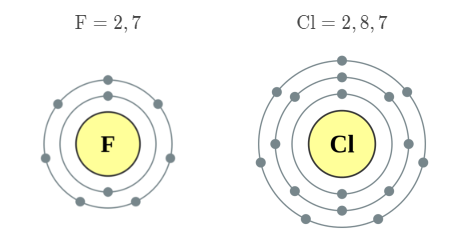 F = 2, 7
Cl = 2, 8, 7
F
Cl